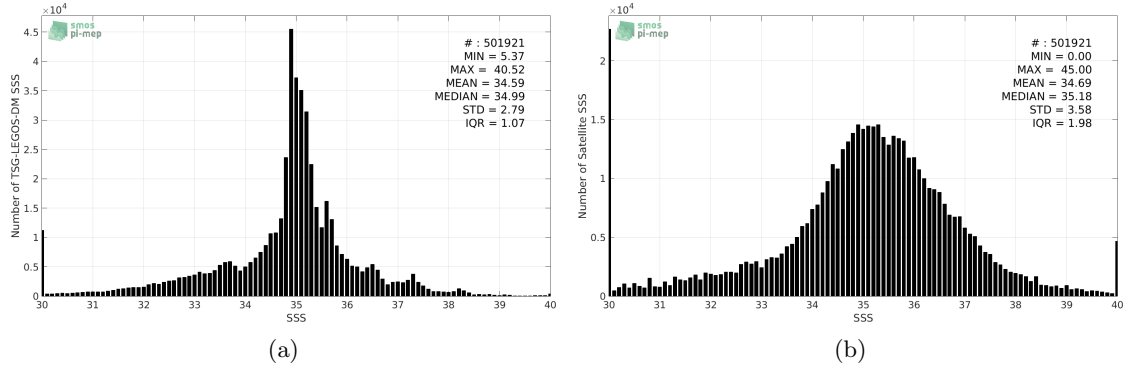 ×10⁴
smos
pi-mep
# : 501921
MIN = 5.37
MAX = 40.52
MEAN = 34.59
MEDIAN = 34.99
STD = 2.79
IQR = 1.07
Number of TSG-LEGOS-DM SSS
4.5
4
3.5
3
2.5
2
1.5
1
0.5
0
30 31 32 33 34 35 36 37 38 39 40
SSS
(a)
×10⁴
smos
pi-mep
# : 501921
MIN = 0.00
MAX = 45.00
MEAN = 34.69
MEDIAN = 35.18
STD = 3.58
IQR = 1.98
Number of Satellite SSS
2
1.5
1
0.5
0
30 31 32 33 34 35 36 37 38 39 40
SSS
(b)